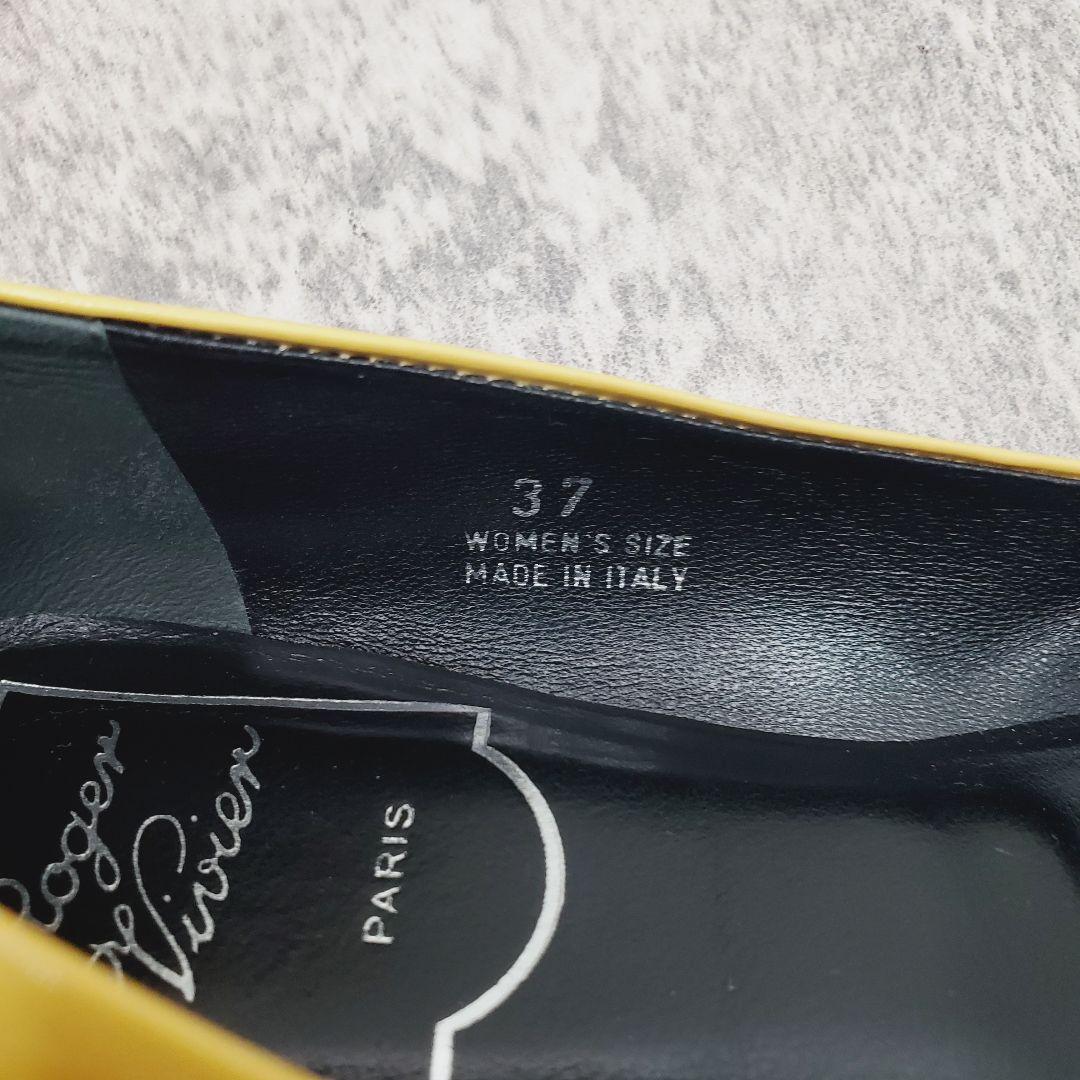 37
WOMEN'S SIZE
MADE IN ITALY
Roger
Vivier
PARIS